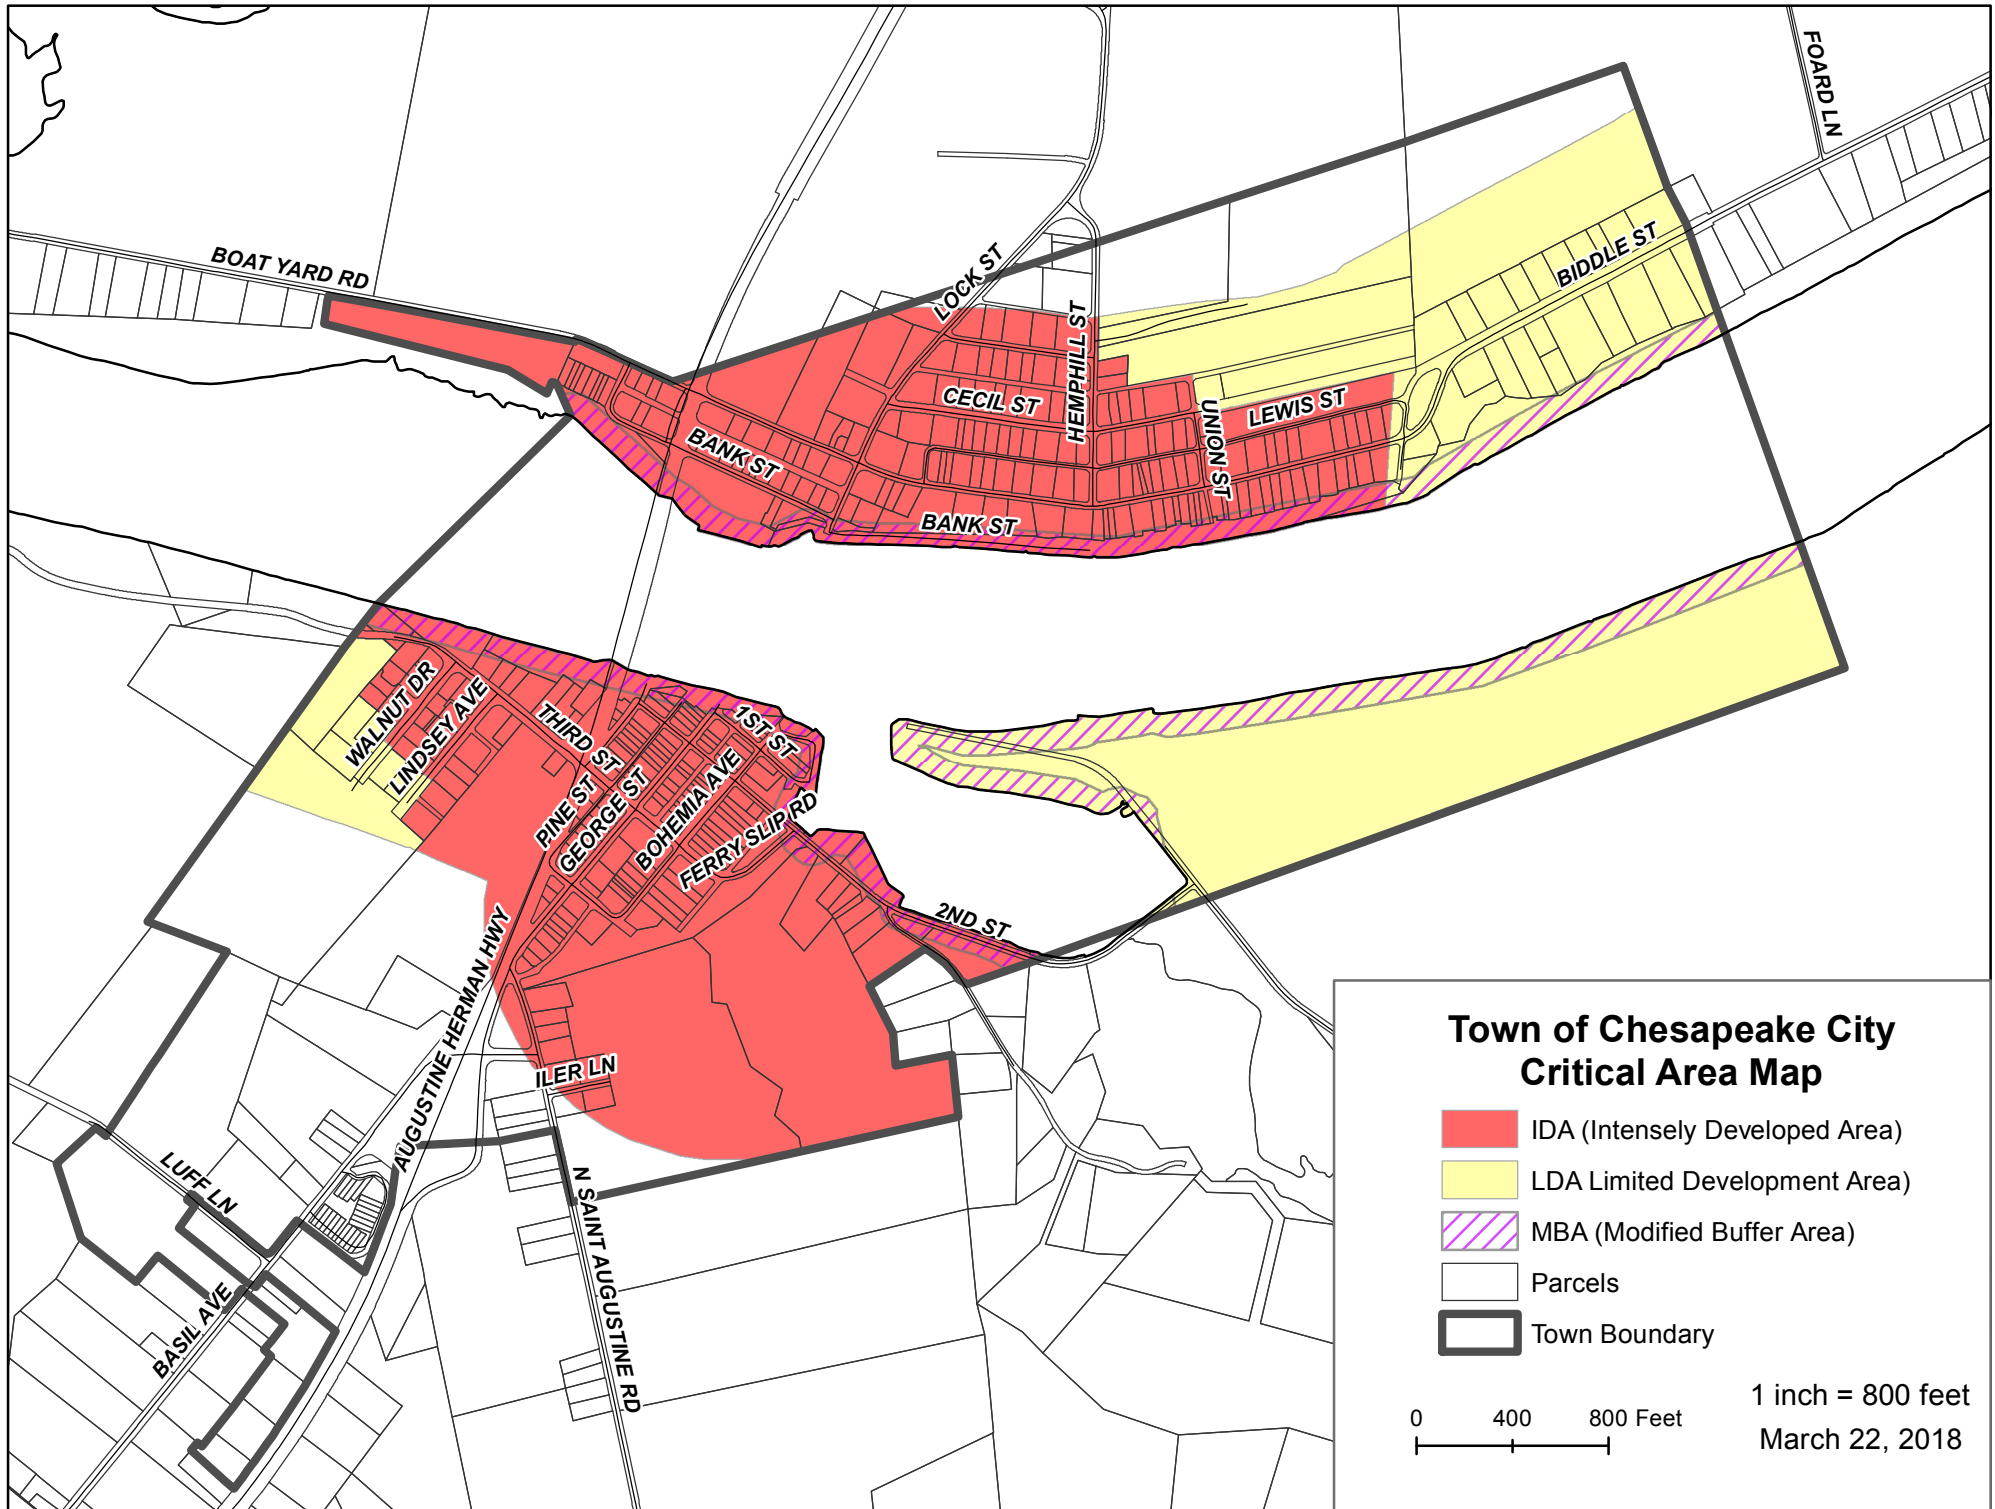 FOARD LN
BOAT YARD RD
LOCK ST
BIDDLE ST
HEMPHILL ST
CECIL ST
LEWIS ST
UNION ST
BANK ST
BANK ST
WALNUT DR
LINDSEY AVE
THIRD ST
1ST ST
PINE ST
GEORGE ST
BOHEMIA AVE
FERRY SLIP RD
2ND ST
AUGUSTINE HERMAN HWY
ILER LN
LUFF LN
N SAINT AUGUSTINE RD
BASIL AVE
Town of Chesapeake City
Critical Area Map
IDA (Intensely Developed Area)
LDA Limited Development Area)
MBA (Modified Buffer Area)
Parcels
Town Boundary
0 400 800 Feet
1 inch = 800 feet
March 22, 2018